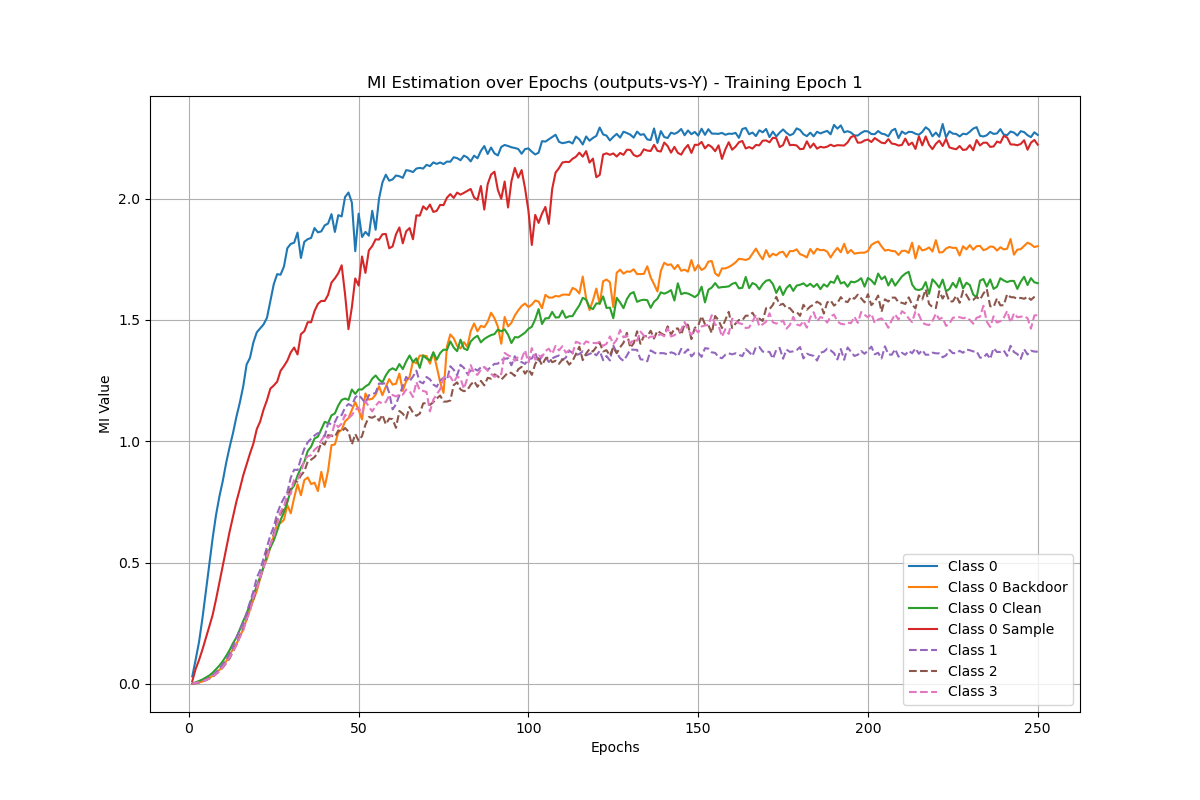 MI Estimation over Epochs (outputs-vs-Y) - Training Epoch 1
MI Value
2.0
1.5
1.0
0.5
0.0
0
50
100
150
200
250
Epochs
Class 0
Class 0 Backdoor
Class 0 Clean
Class 0 Sample
Class 1
Class 2
Class 3